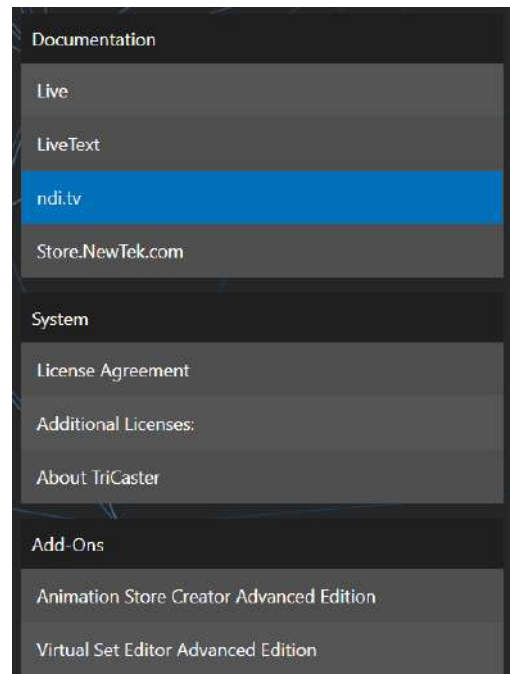 Documentation
Live
LiveText
ndi.tv
Store.NewTek.com
System
License Agreement
Additional Licenses:
About TriCaster
Add-Ons
Animation Store Creator Advanced Edition
Virtual Set Editor Advanced Edition